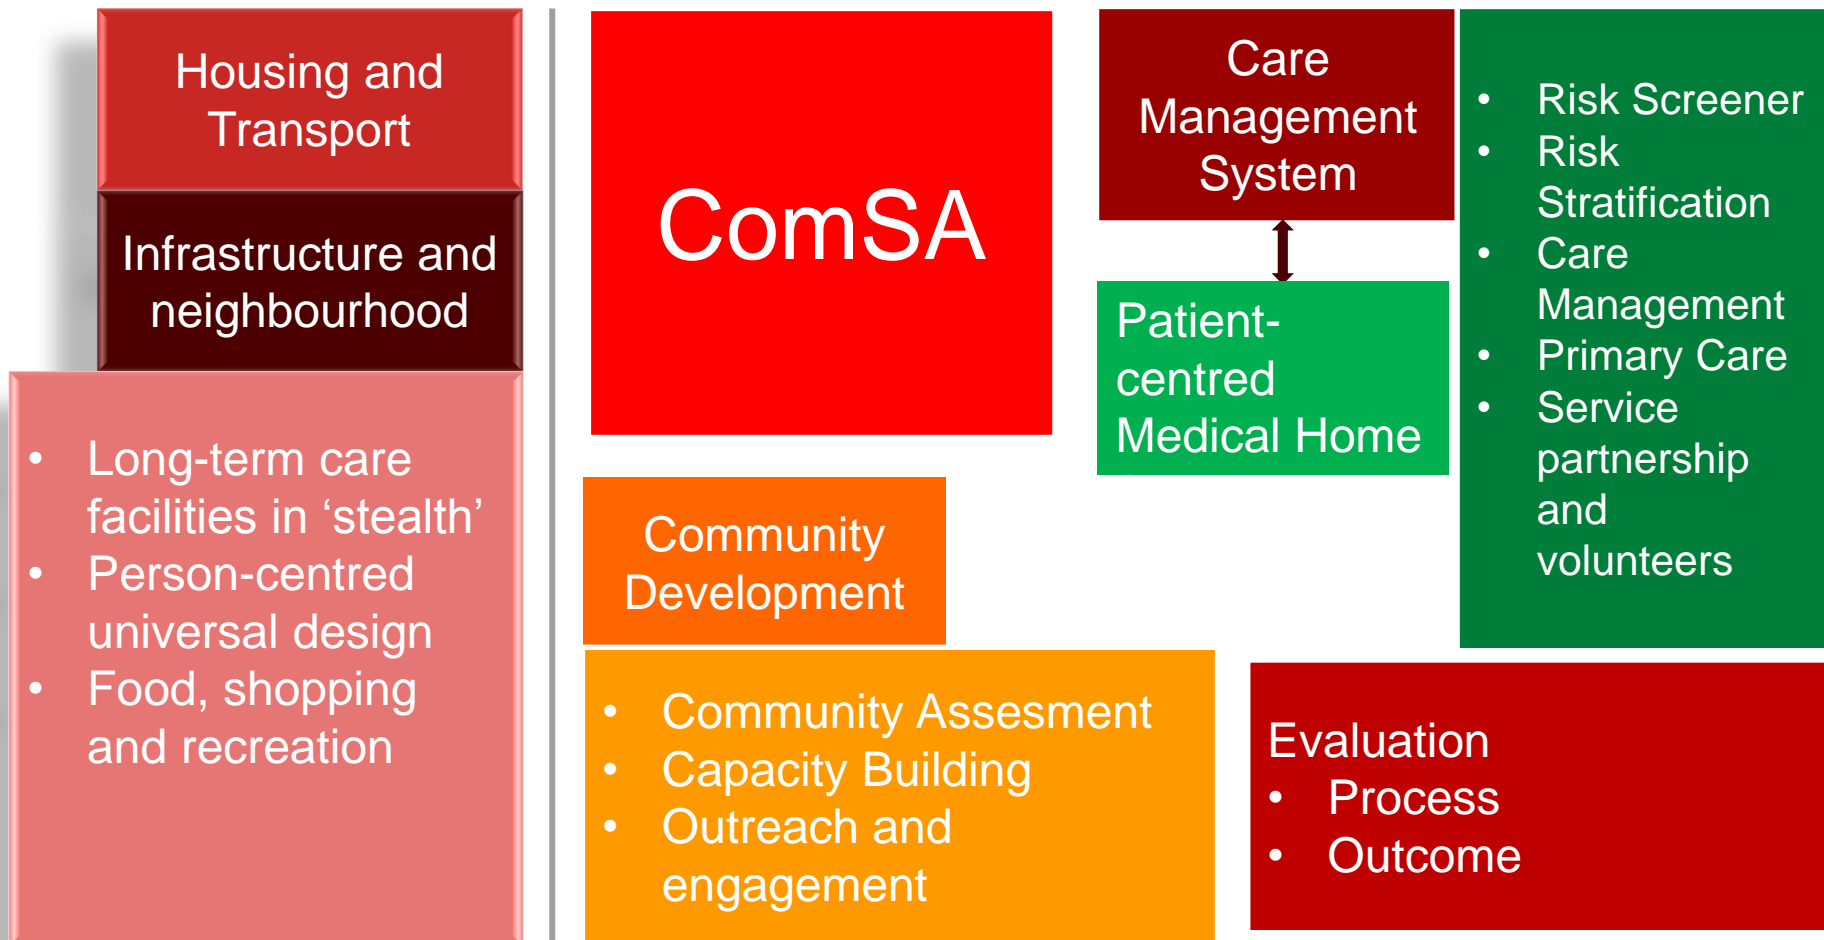 Housing and
Transport
Infrastructure and
neighbourhood
• Long-term care
facilities in ‘stealth’
• Person-centred
universal design
• Food, shopping
and recreation
ComSA
Care
Management
System
Patient-
centred
Medical Home
• Risk Screener
• Risk
Stratification
• Care
Management
• Primary Care
• Service
partnership
and
volunteers
Community
Development
• Community Assesment
• Capacity Building
• Outreach and
engagement
Evaluation
• Process
• Outcome